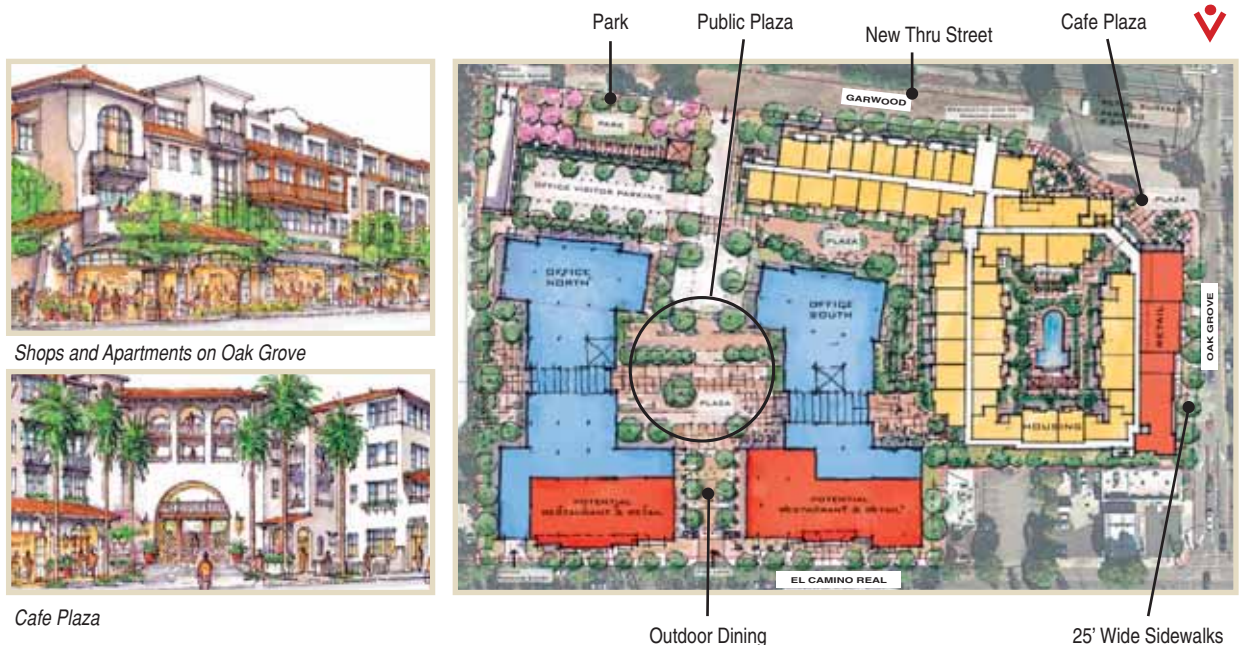 Park
Public Plaza
New Thru Street
Cafe Plaza
GARWOOD
PARK
OFFICE VISITOR PARKING
PLAZA
PLAZA
OFFICE
NORTH
OFFICE
SOUTH
PLAZA
RETAIL
OAK GROVE
HOUSING
POTENTIAL
RESTAURANT & RETAIL
POTENTIAL
RESTAURANT & RETAIL
EL CAMINO REAL
Shops and Apartments on Oak Grove
Cafe Plaza
Outdoor Dining
25' Wide Sidewalks